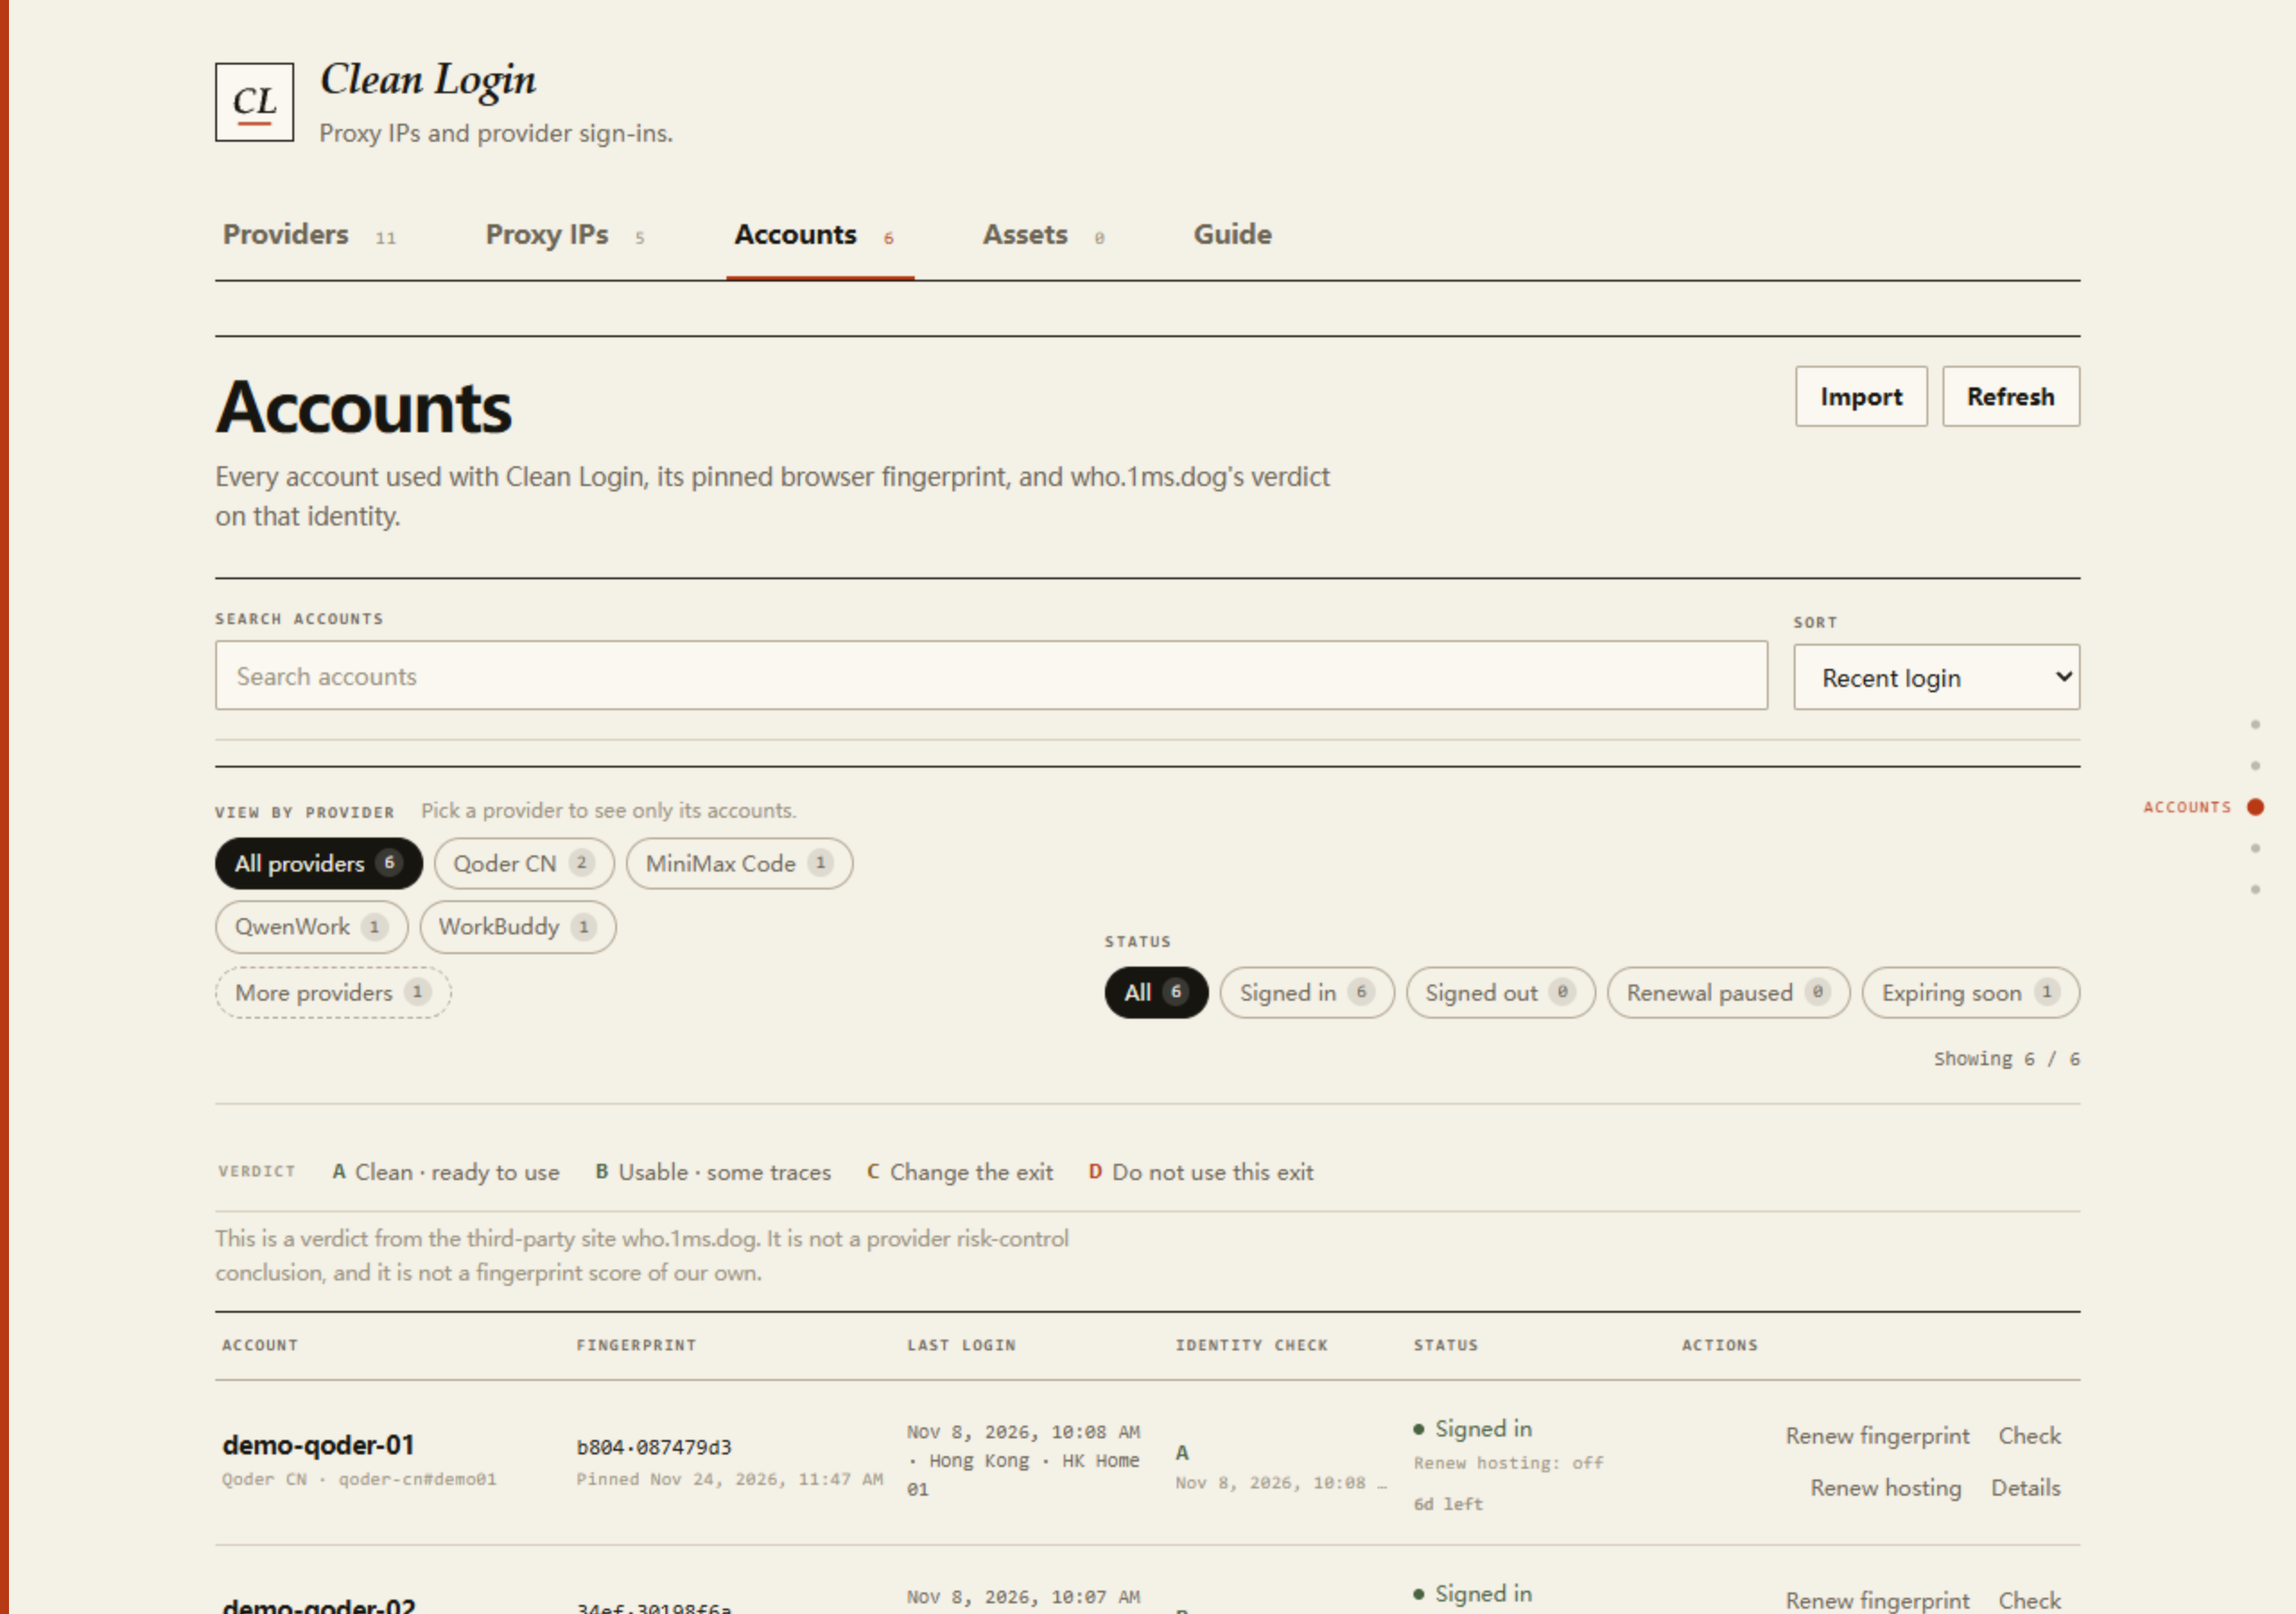 CL
Clean Login
Proxy IPs and provider sign-ins.
Providers 11 Proxy IPs 5 Accounts 6 Assets 0 Guide
Accounts
Import Refresh
Every account used with Clean Login, its pinned browser fingerprint, and who.1ms.dog's verdict
on that identity.
SEARCH ACCOUNTS
Search accounts
SORT
Recent login
ACCOUNTS
VIEW BY PROVIDER Pick a provider to see only its accounts.
All providers 6 Qoder CN 2 MiniMax Code 1
QwenWork 1 WorkBuddy 1
More providers 1
STATUS
All 6 Signed in 6 Signed out 0 Renewal paused 0 Expiring soon 1
Showing 6 / 6
VERDICT A Clean · ready to use B Usable · some traces C Change the exit D Do not use this exit
This is a verdict from the third-party site who.1ms.dog. It is not a provider risk-control
conclusion, and it is not a fingerprint score of our own.
ACCOUNT FINGERPRINT LAST LOGIN IDENTITY CHECK STATUS ACTIONS
demo-qoder-01
Qoder CN · qoder-cn#demo01
b804·087479d3
Pinned Nov 24, 2026, 11:47 AM
Nov 8, 2026, 10:08 AM
· Hong Kong · HK Home
01
A
Nov 8, 2026, 10:08 …
Signed in
Renew hosting: off
6d left
Renew fingerprint Check
Renew hosting Details
demo-qoder-02
34ef·30198f6a
Nov 8, 2026, 10:07 AM
Signed in
Renew fingerprint Check